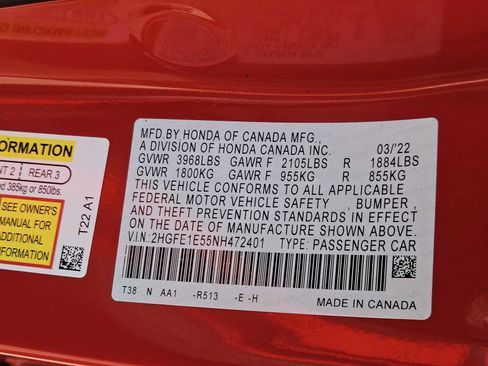 ORMATION
NT 2 REAR 3
ed 385kg or 850lbs.
SEE OWNER'S
MANUAL FOR
ADDITIONAL
INFORMATION
T22 A1
MFD.BY HONDA OF CANADA MFG.,
A DIVISION OF HONDA CANADA INC. 03/'22
GVWR 3968LBS GAWR F 2105LBS R 1884LBS
GVWR 1800KG GAWR F 955KG R 855KG
THIS VEHICLE CONFORMS TO ALL APPLICABLE
FEDERAL MOTOR VEHICLE SAFETY , BUMPER ,
AND THEFT PREVENTION STANDARDS IN EFFECT
ON THE DATE OF MANUFACTURE SHOWN ABOVE.
V.I.N.:2HGFE1E55NH472401 TYPE: PASSENGER CAR
T38 N AA1 -R513 -E -H
MADE IN CANADA